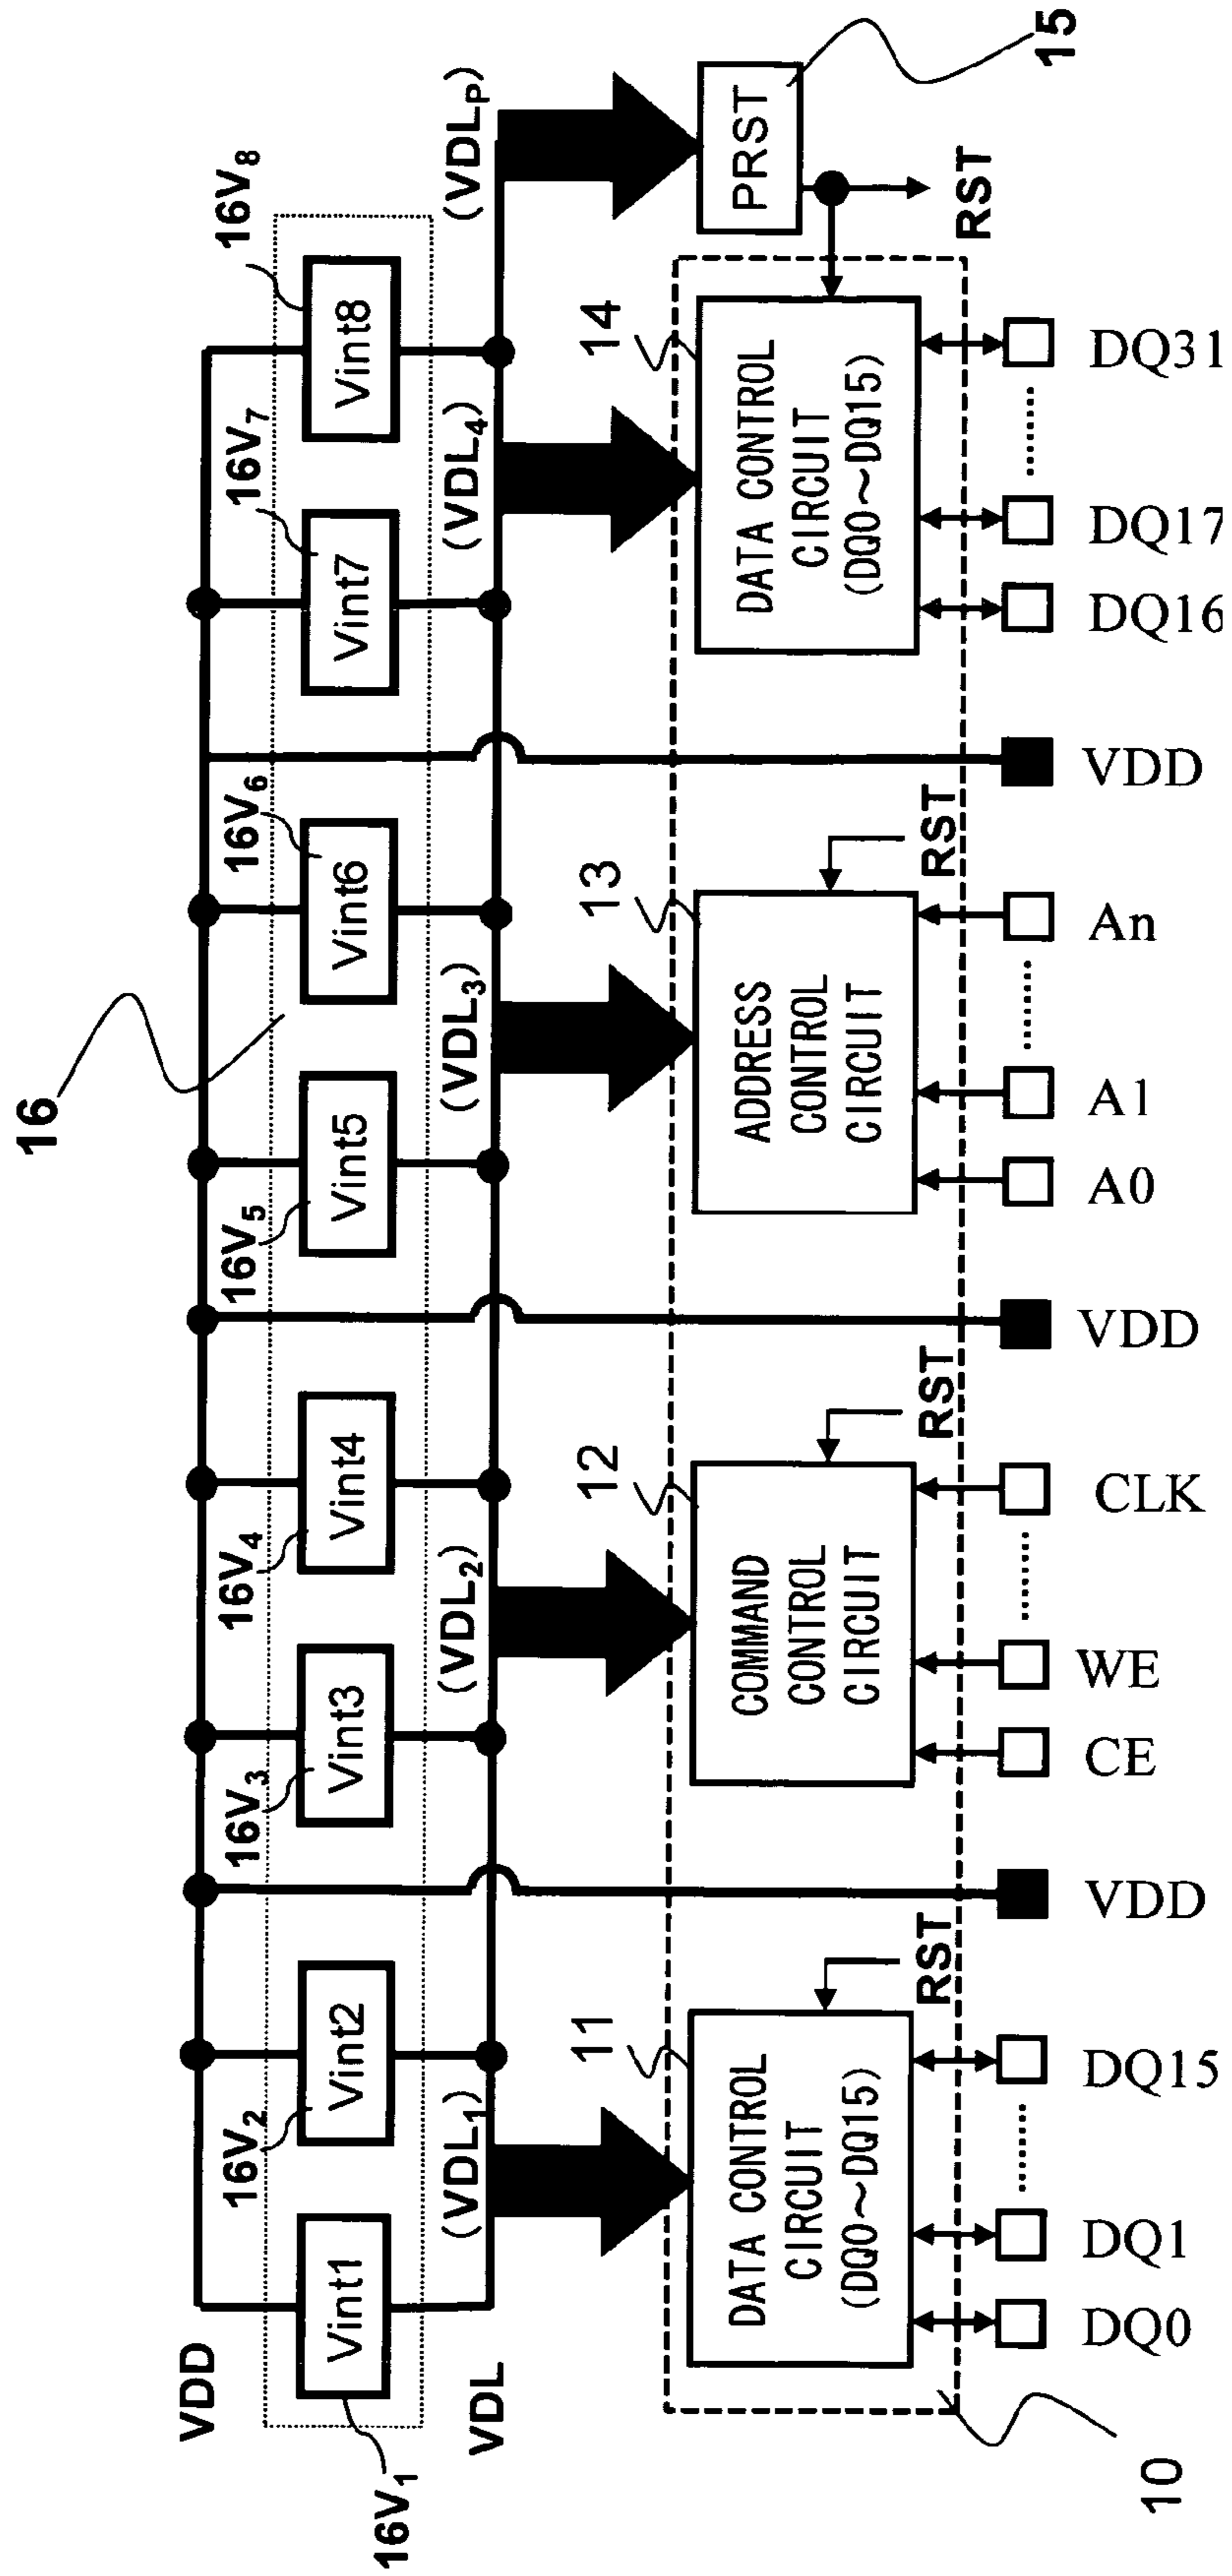 16
16V1
16V2
16V3
16V4
16V5
16V6
16V7
16V8
VDD
Vint1
Vint2
Vint3
Vint4
Vint5
Vint6
Vint7
Vint8
VDL
(VDL1)
(VDL2)
(VDL3)
(VDL4)
(VDLP)
11
12
13
14
DATA CONTROL
CIRCUIT
(DQ0~DQ15)
RST
COMMAND
CONTROL
CIRCUIT
RST
ADDRESS
CONTROL
CIRCUIT
RST
DATA CONTROL
CIRCUIT
(DQ0~DQ15)
PRST
RST
15
10
DQ0
DQ1
DQ15
VDD
CE
WE
CLK
VDD
A0
A1
An
VDD
DQ16
DQ17
DQ31